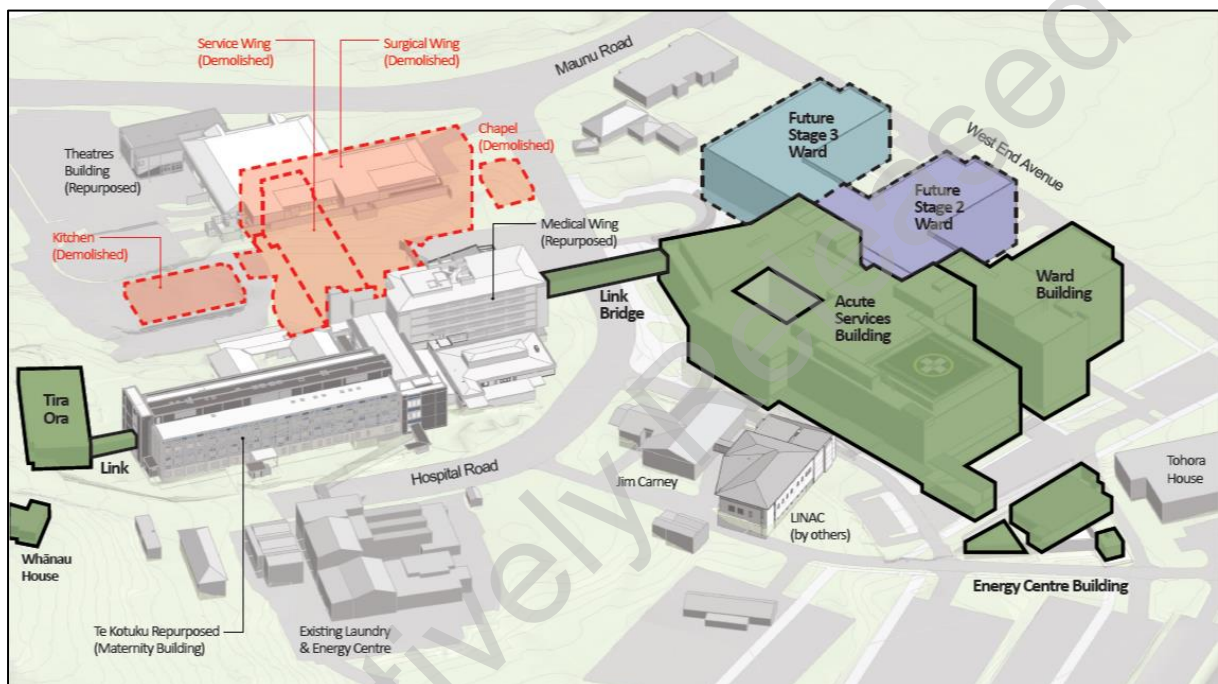 Service Wing
(Demolished)
Surgical Wing
(Demolished)
Maunu Road
Theatres
Building
(Repurposed)
Chapel
(Demolished)
Future
Stage 3
Ward
West End Avenue
Future
Stage 2
Ward
Kitchen
(Demolished)
Medical Wing
(Repurposed)
Link
Bridge
Acute
Services
Building
Ward
Building
Tira
Ora
Link
Hospital Road
Jim Carney
LINAC
(by others)
Tohora
House
Whānau
House
Energy Centre Building
Te Kotuku Repurposed
(Maternity Building)
Existing Laundry
& Energy Centre
ively Released